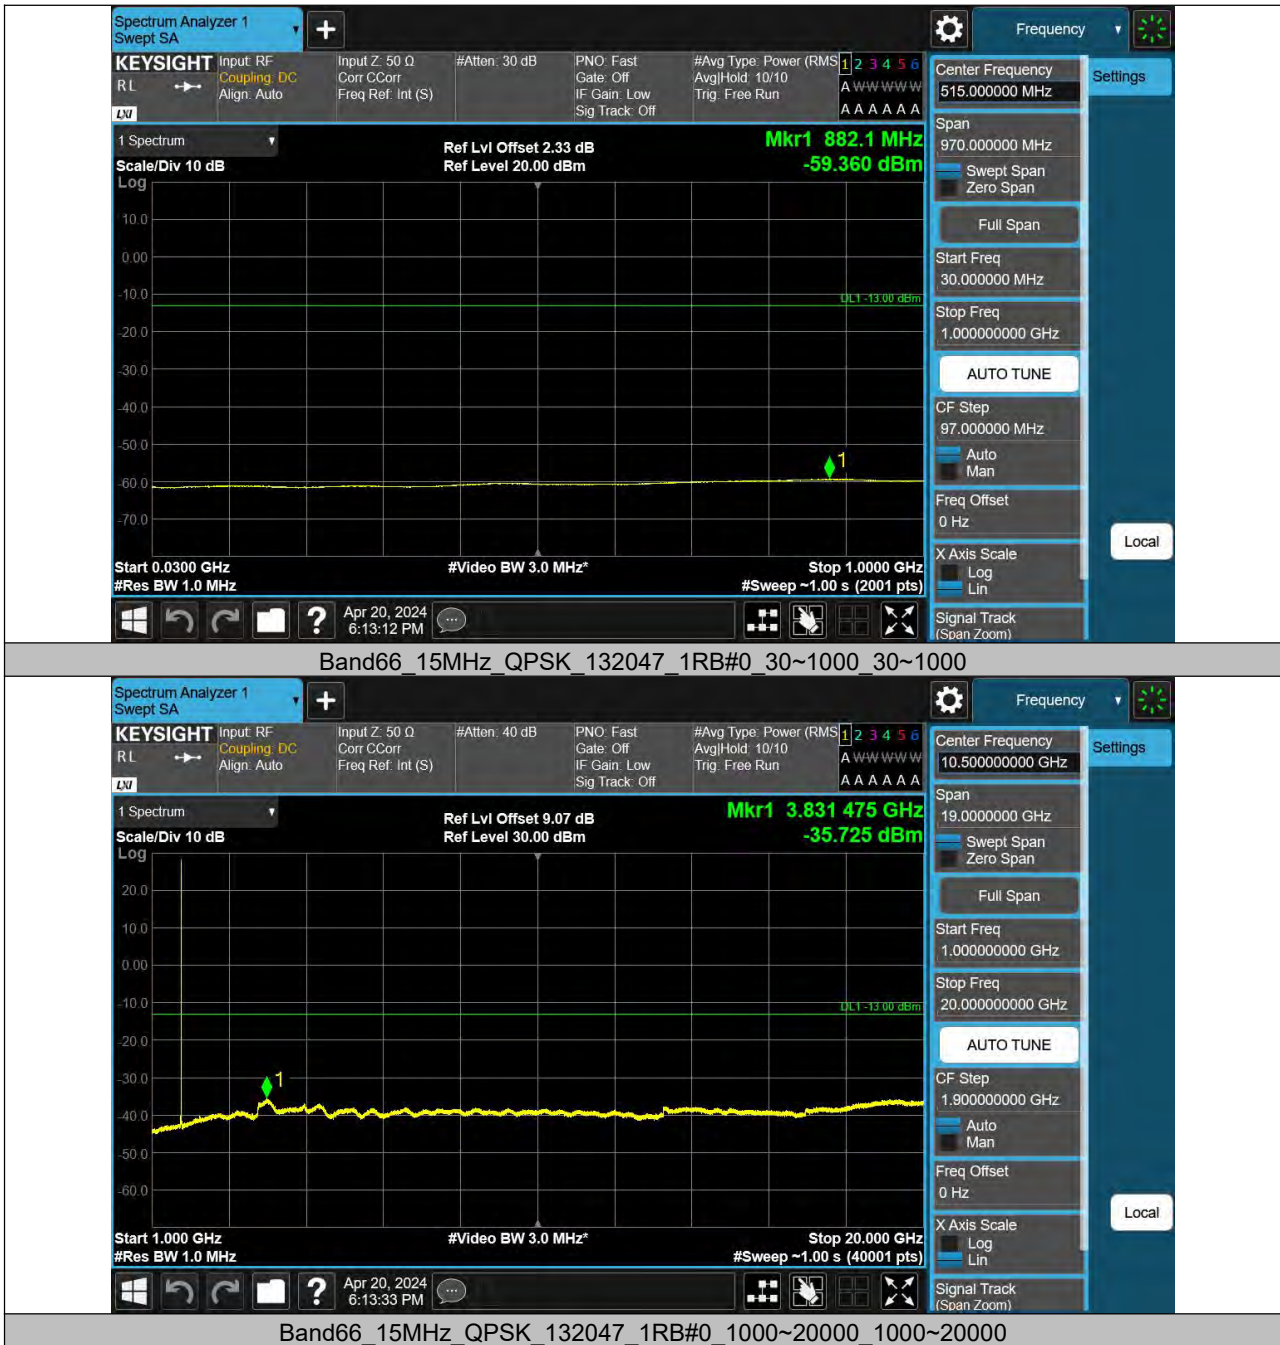 Spectrum Analyzer 1
Swept SA
Frequency
KEYSIGHT
RL
LXI
Input: RF
Coupling: DC
Align: Auto
Input Z: 50 Ω
Corr CCorr
Freq Ref: Int (S)
#Atten: 30 dB
PNO: Fast
Gate: Off
IF Gain: Low
Sig Track: Off
#Avg Type: Power (RMS
Avg|Hold: 10/10
Trig: Free Run
1 2 3 4 5 6
A W W W W W
A A A A A A
Center Frequency
515.000000 MHz
Settings
1 Spectrum
Scale/Div 10 dB
Ref Lvl Offset 2.33 dB
Ref Level 20.00 dBm
Mkr1 882.1 MHz
-59.360 dBm
Span
970.000000 MHz
Swept Span
Zero Span
Full Span
Start Freq
30.000000 MHz
Stop Freq
1.000000000 GHz
AUTO TUNE
CF Step
97.000000 MHz
Auto
Man
Freq Offset
0 Hz
X Axis Scale
Log
Lin
Signal Track
(Span Zoom)
Local
Log
10.0
0.00
-10.0
-20.0
-30.0
-40.0
-50.0
-60.0
-70.0
DL1 -13.00 dBm
1
Start 0.0300 GHz
#Res BW 1.0 MHz
#Video BW 3.0 MHz*
Stop 1.0000 GHz
#Sweep ~1.00 s (2001 pts)
?
Apr 20, 2024
6:13:12 PM
Band66_15MHz_QPSK_132047_1RB#0_30~1000_30~1000
Spectrum Analyzer 1
Swept SA
Frequency
KEYSIGHT
RL
LXI
Input: RF
Coupling: DC
Align: Auto
Input Z: 50 Ω
Corr CCorr
Freq Ref: Int (S)
#Atten: 40 dB
PNO: Fast
Gate: Off
IF Gain: Low
Sig Track: Off
#Avg Type: Power (RMS
Avg|Hold: 10/10
Trig: Free Run
1 2 3 4 5 6
A W W W W W
A A A A A A
Center Frequency
10.500000000 GHz
Settings
1 Spectrum
Scale/Div 10 dB
Ref Lvl Offset 9.07 dB
Ref Level 30.00 dBm
Mkr1 3.831 475 GHz
-35.725 dBm
Span
19.0000000 GHz
Swept Span
Zero Span
Full Span
Start Freq
1.000000000 GHz
Stop Freq
20.000000000 GHz
AUTO TUNE
CF Step
1.900000000 GHz
Auto
Man
Freq Offset
0 Hz
X Axis Scale
Log
Lin
Signal Track
(Span Zoom)
Local
Log
20.0
10.0
0.00
-10.0
-20.0
-30.0
-40.0
-50.0
-60.0
DL1 -13.00 dBm
1
Start 1.000 GHz
#Res BW 1.0 MHz
#Video BW 3.0 MHz*
Stop 20.000 GHz
#Sweep ~1.00 s (40001 pts)
?
Apr 20, 2024
6:13:33 PM
Band66_15MHz_QPSK_132047_1RB#0_1000~20000_1000~20000